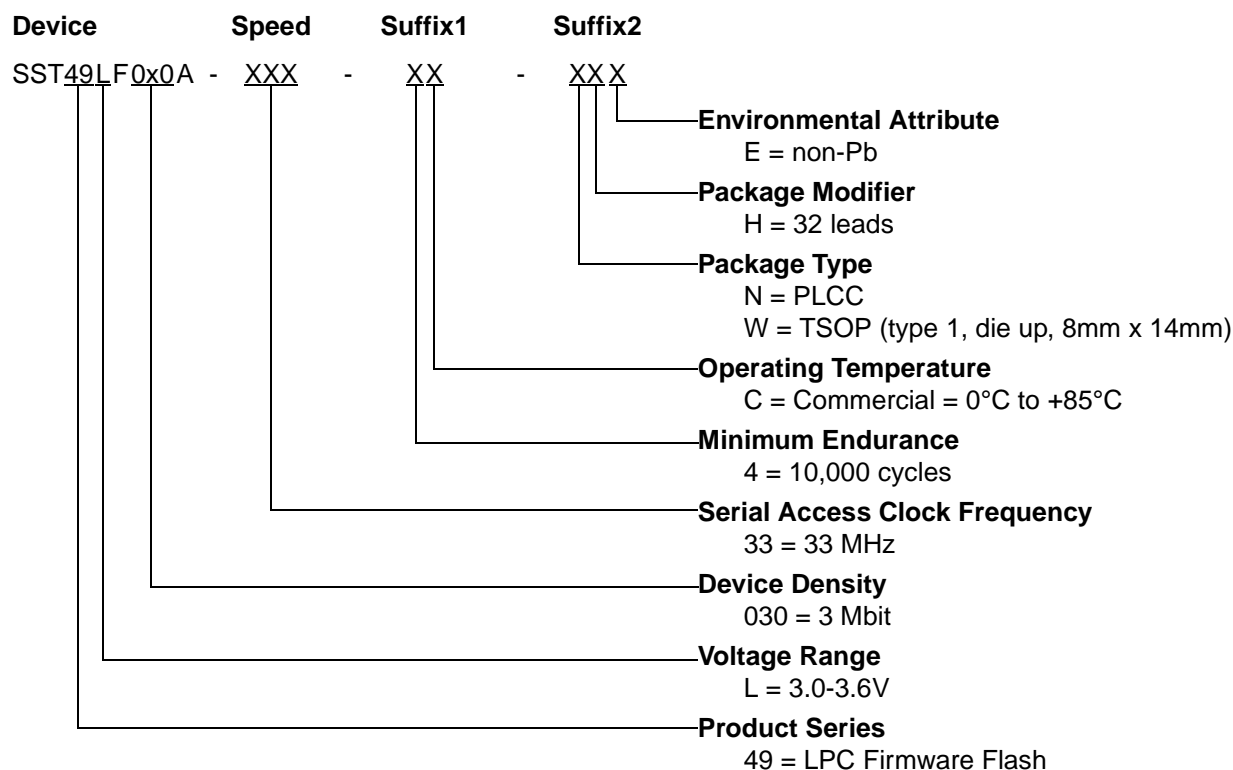 Device Speed Suffix1 Suffix2
SST49LF0x0A - XXX - XX - XX X
Environmental Attribute
E = non-Pb
Package Modifier
H = 32 leads
Package Type
N = PLCC
W = TSOP (type 1, die up, 8mm x 14mm)
Operating Temperature
C = Commercial = 0°C to +85°C
Minimum Endurance
4 = 10,000 cycles
Serial Access Clock Frequency
33 = 33 MHz
Device Density
030 = 3 Mbit
Voltage Range
L = 3.0-3.6V
Product Series
49 = LPC Firmware Flash